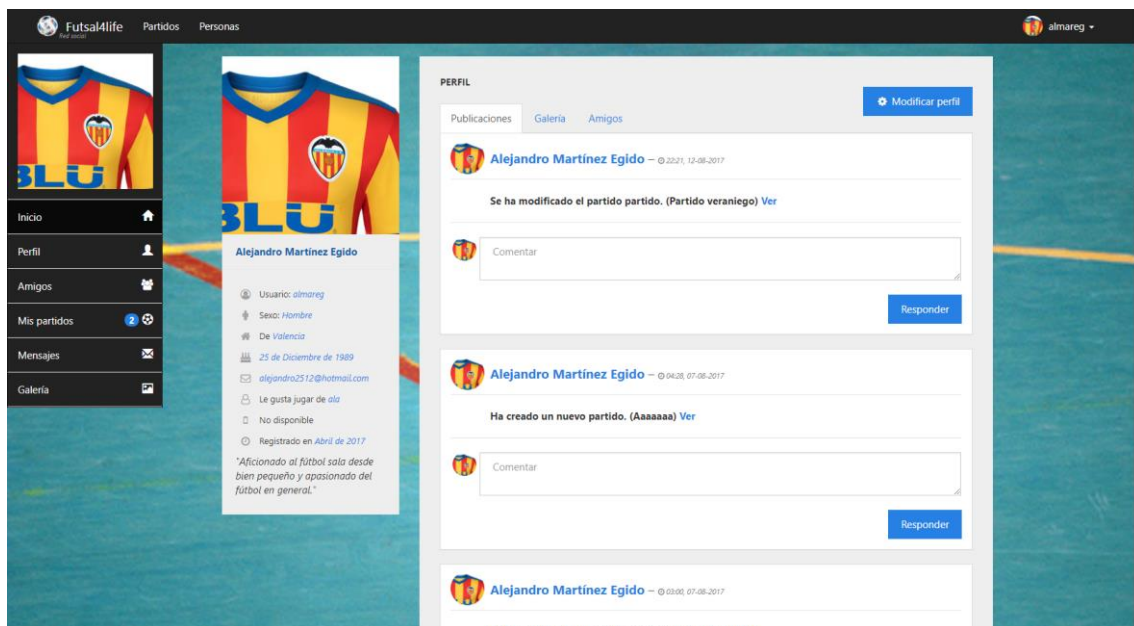 Futsal4life
Red social
Partidos
Personas
almareg
BLU
Inicio
Perfil
Amigos
Mis partidos 2
Mensajes
Galería
BLU
Alejandro Martínez Egido
Usuario: almareg
Sexo: Hombre
De Valencia
25 de Diciembre de 1989
alejandro2512@hotmail.com
Le gusta jugar de ala
No disponible
Registrado en Abril de 2017
"Aficionado al fútbol sala desde
bien pequeño y apasionado del
fútbol en general."
PERFIL
Modificar perfil
Publicaciones Galería Amigos
Alejandro Martínez Egido – 22:21, 12-08-2017
Se ha modificado el partido partido. (Partido veraniego) Ver
Comentar
Responder
Alejandro Martínez Egido – 04:28, 07-08-2017
Ha creado un nuevo partido. (Aaaaaaa) Ver
Comentar
Responder
Alejandro Martínez Egido – 03:00, 07-08-2017